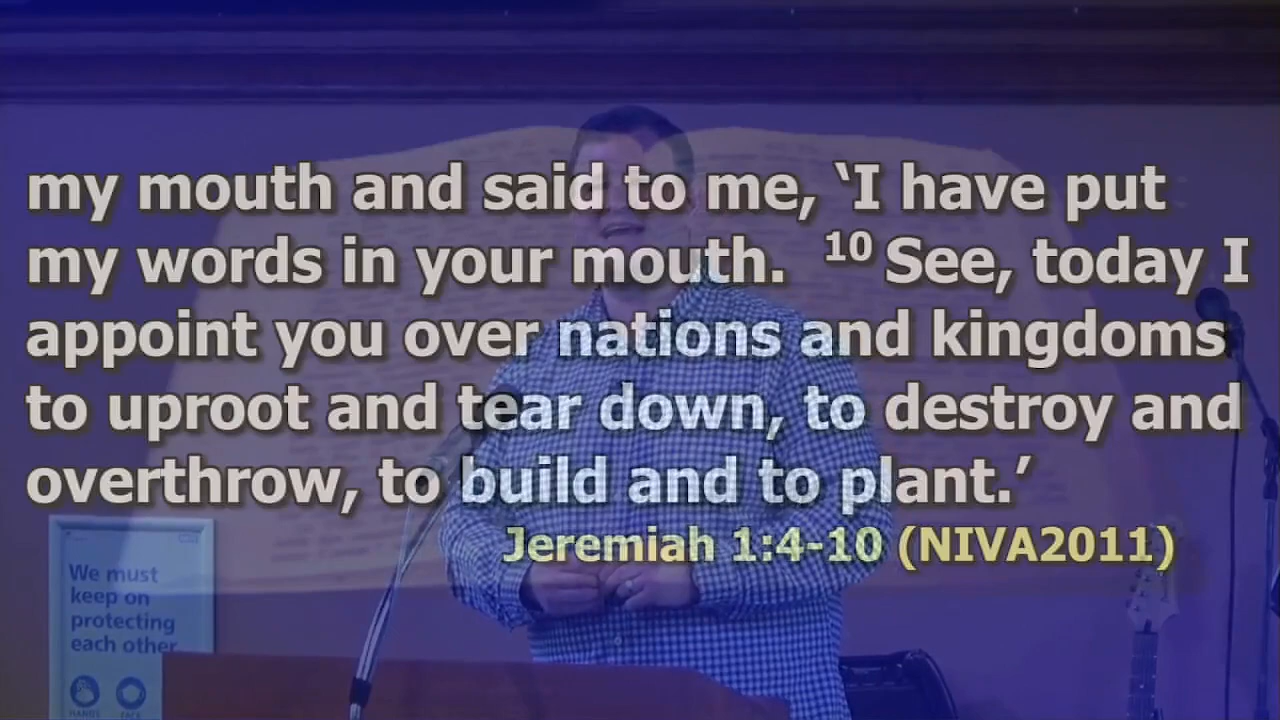 my mouth and said to me, ‘I have put
my words in your mouth. 10 See, today I
appoint you over nations and kingdoms
to uproot and tear down, to destroy and
overthrow, to build and to plant.’
Jeremiah 1:4-10 (NIVA2011)
We must
keep on
protecting
each other
HANDS FACE